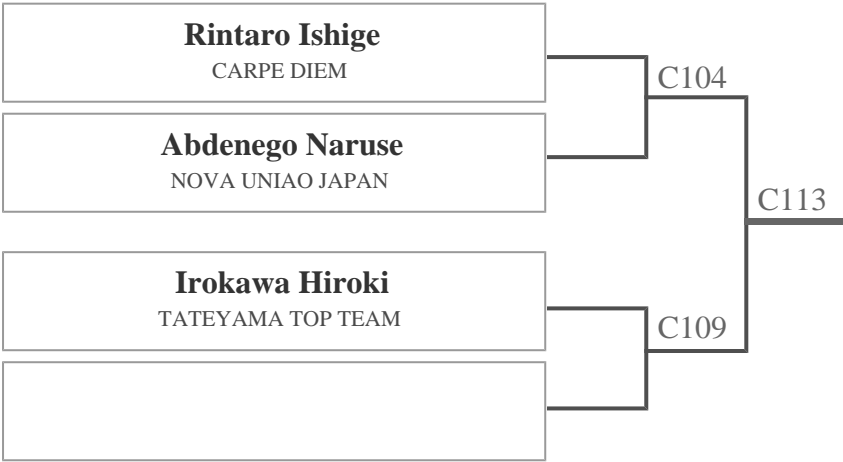 Rintaro Ishige
CARPE DIEM
C104
Abdenego Naruse
NOVA UNIAO JAPAN
C113
Irokawa Hiroki
TATEYAMA TOP TEAM
C109